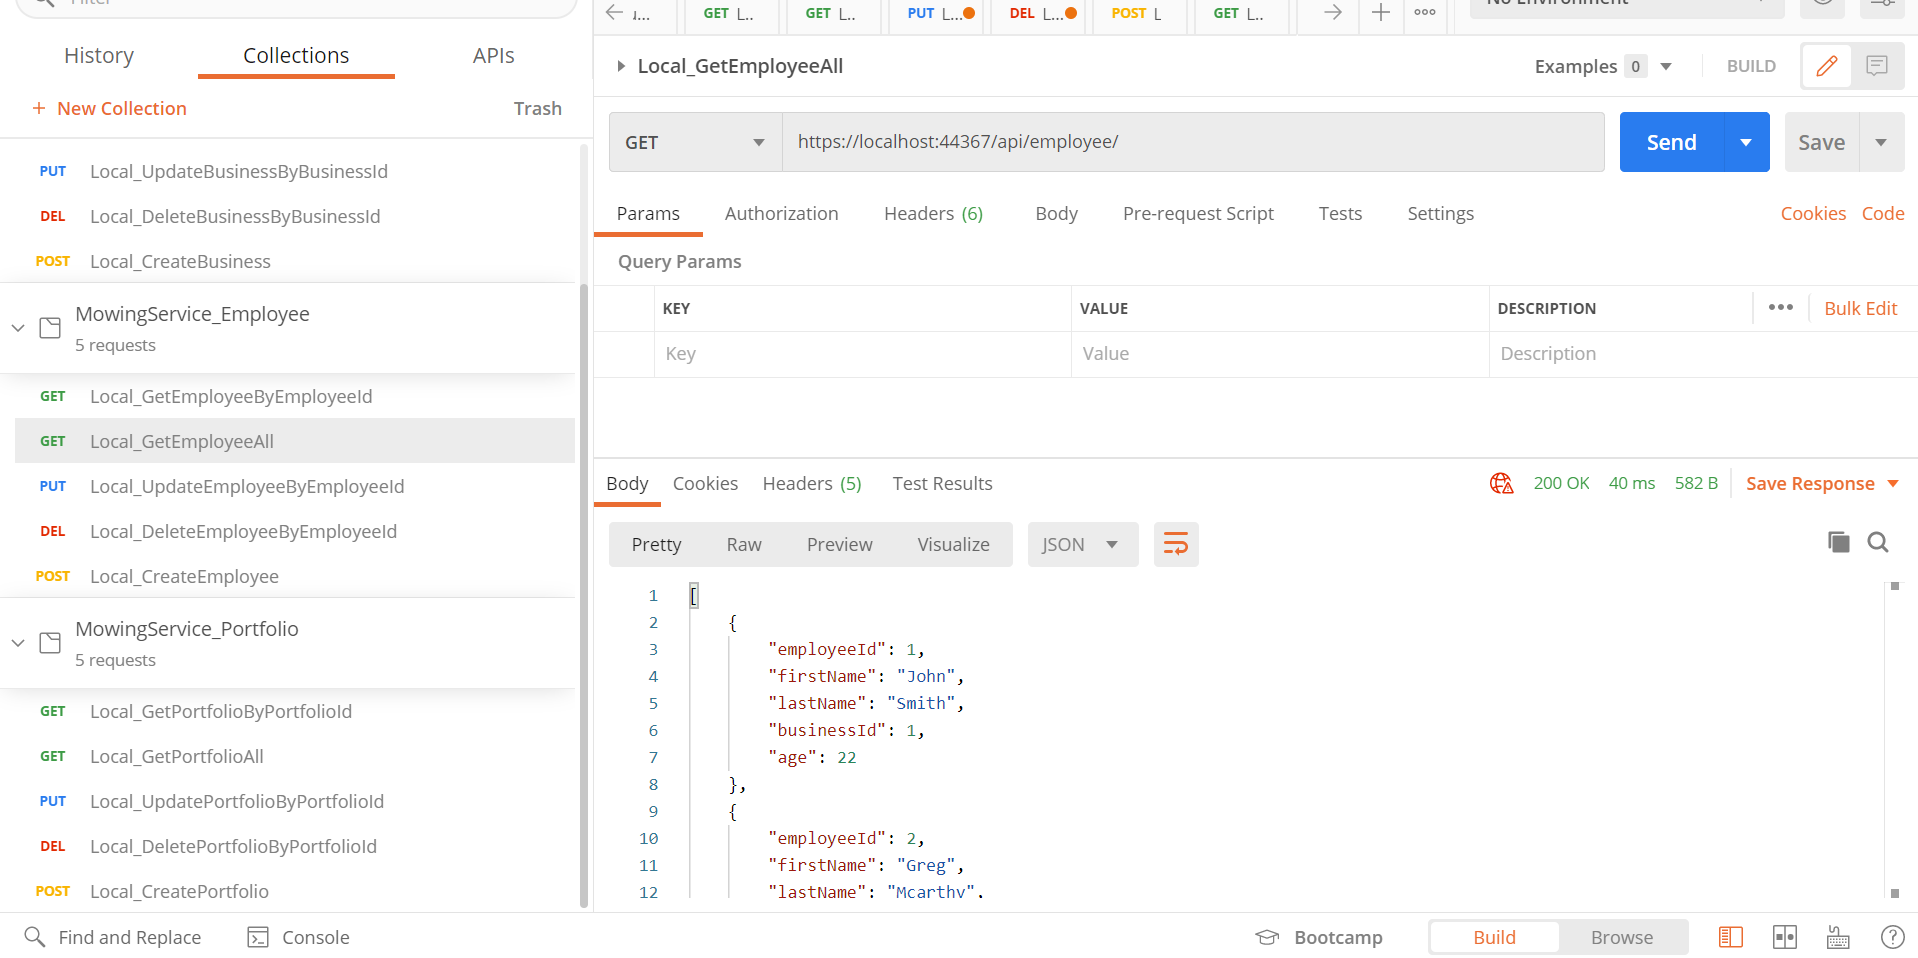 Filter
History Collections APIs
+ New Collection Trash
PUT Local_UpdateBusinessByBusinessId
DEL Local_DeleteBusinessByBusinessId
POST Local_CreateBusiness
MowingService_Employee
5 requests
GET Local_GetEmployeeByEmployeeId
GET Local_GetEmployeeAll
PUT Local_UpdateEmployeeByEmployeeId
DEL Local_DeleteEmployeeByEmployeeId
POST Local_CreateEmployee
MowingService_Portfolio
5 requests
GET Local_GetPortfolioByPortfolioId
GET Local_GetPortfolioAll
PUT Local_UpdatePortfolioByPortfolioId
DEL Local_DeletePortfolioByPortfolioId
POST Local_CreatePortfolio
GET L.. GET L.. PUT L... DEL L... POST L GET L.. No Environment
Local_GetEmployeeAll Examples 0 BUILD
GET https://localhost:44367/api/employee/ Send Save
Params Authorization Headers (6) Body Pre-request Script Tests Settings Cookies Code
Query Params
KEY VALUE DESCRIPTION Bulk Edit
Key Value Description
Body Cookies Headers (5) Test Results 200 OK 40 ms 582 B Save Response
Pretty Raw Preview Visualize JSON
1 [
2 {
3 "employeeId": 1,
4 "firstName": "John",
5 "lastName": "Smith",
6 "businessId": 1,
7 "age": 22
8 },
9 {
10 "employeeId": 2,
11 "firstName": "Greg",
12 "lastName": "Mcarthy",
Find and Replace Console Bootcamp Build Browse